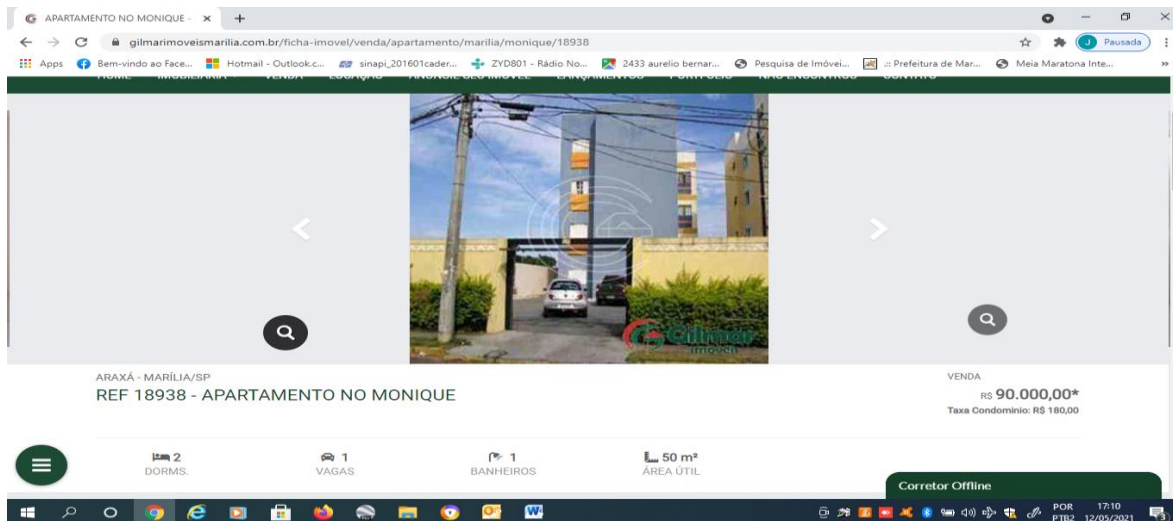 APARTAMENTO NO MONIQUE -
gilmarimoveismarilia.com.br/ficha-imovel/venda/apartamento/marilia/monique/18938
Pausada
Apps Bem-vindo ao Face... Hotmail - Outlook.c... sinapi_201601cader... ZYD801 - Rádio No... 2433 aurelio bernar... Pesquisa de Imóvei... .:: Prefeitura de Mar... Meia Maratona Inte...
Gilmar
imóveis
ARAXÁ - MARÍLIA/SP
REF 18938 - APARTAMENTO NO MONIQUE
VENDA
R$ 90.000,00*
Taxa Condominio: R$ 180,00
2
DORMS.
1
VAGAS
1
BANHEIROS
50 m²
ÁREA ÚTIL
Corretor Offline
POR 17:10
PTB2 12/05/2021